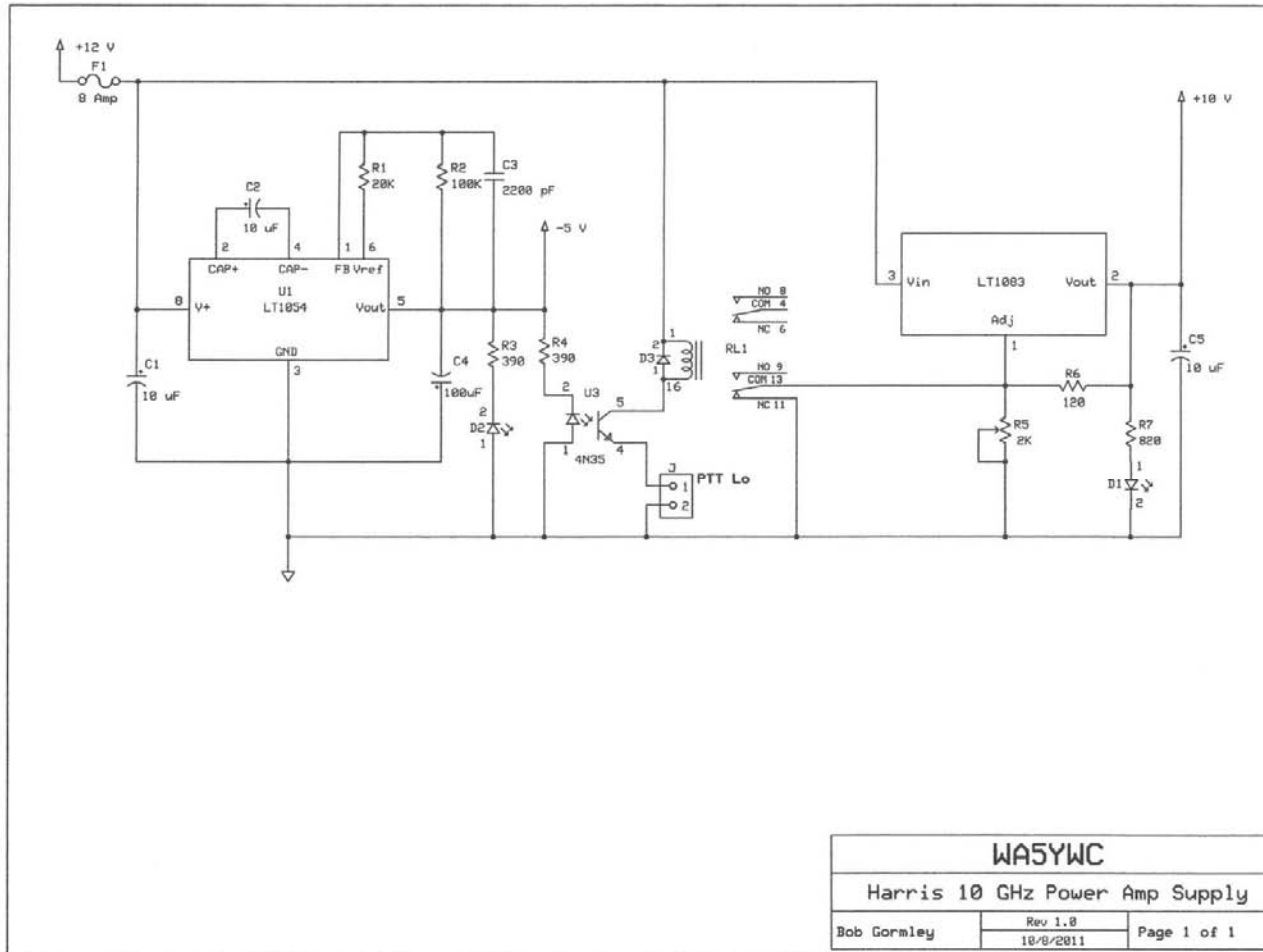 +12 V
F1
8 Amp
+10 V
R1
20K
R2
100K
C3
2200 pF
C2
10 uF
-5 V
2
4
1
6
CAP+
CAP-
FB
Vref
U1
LT1054
8
V+
Vout
5
GND
3
C1
10 uF
C4
100uF
R3
390
R4
390
D2
2
1
U3
2
1
5
4
4N35
J
PTT Lo
1
2
1
2
D3
1
16
RL1
NO 8
COM 4
NC 6
NO 9
COM 13
NC 11
3
Vin
LT1083
Vout
2
Adj
1
R6
120
R5
2K
C5
10 uF
R7
820
1
D1
2
WA5YWC
Harris 10 GHz Power Amp Supply
Bob Gormley
Rev 1.0
10/8/2011
Page 1 of 1